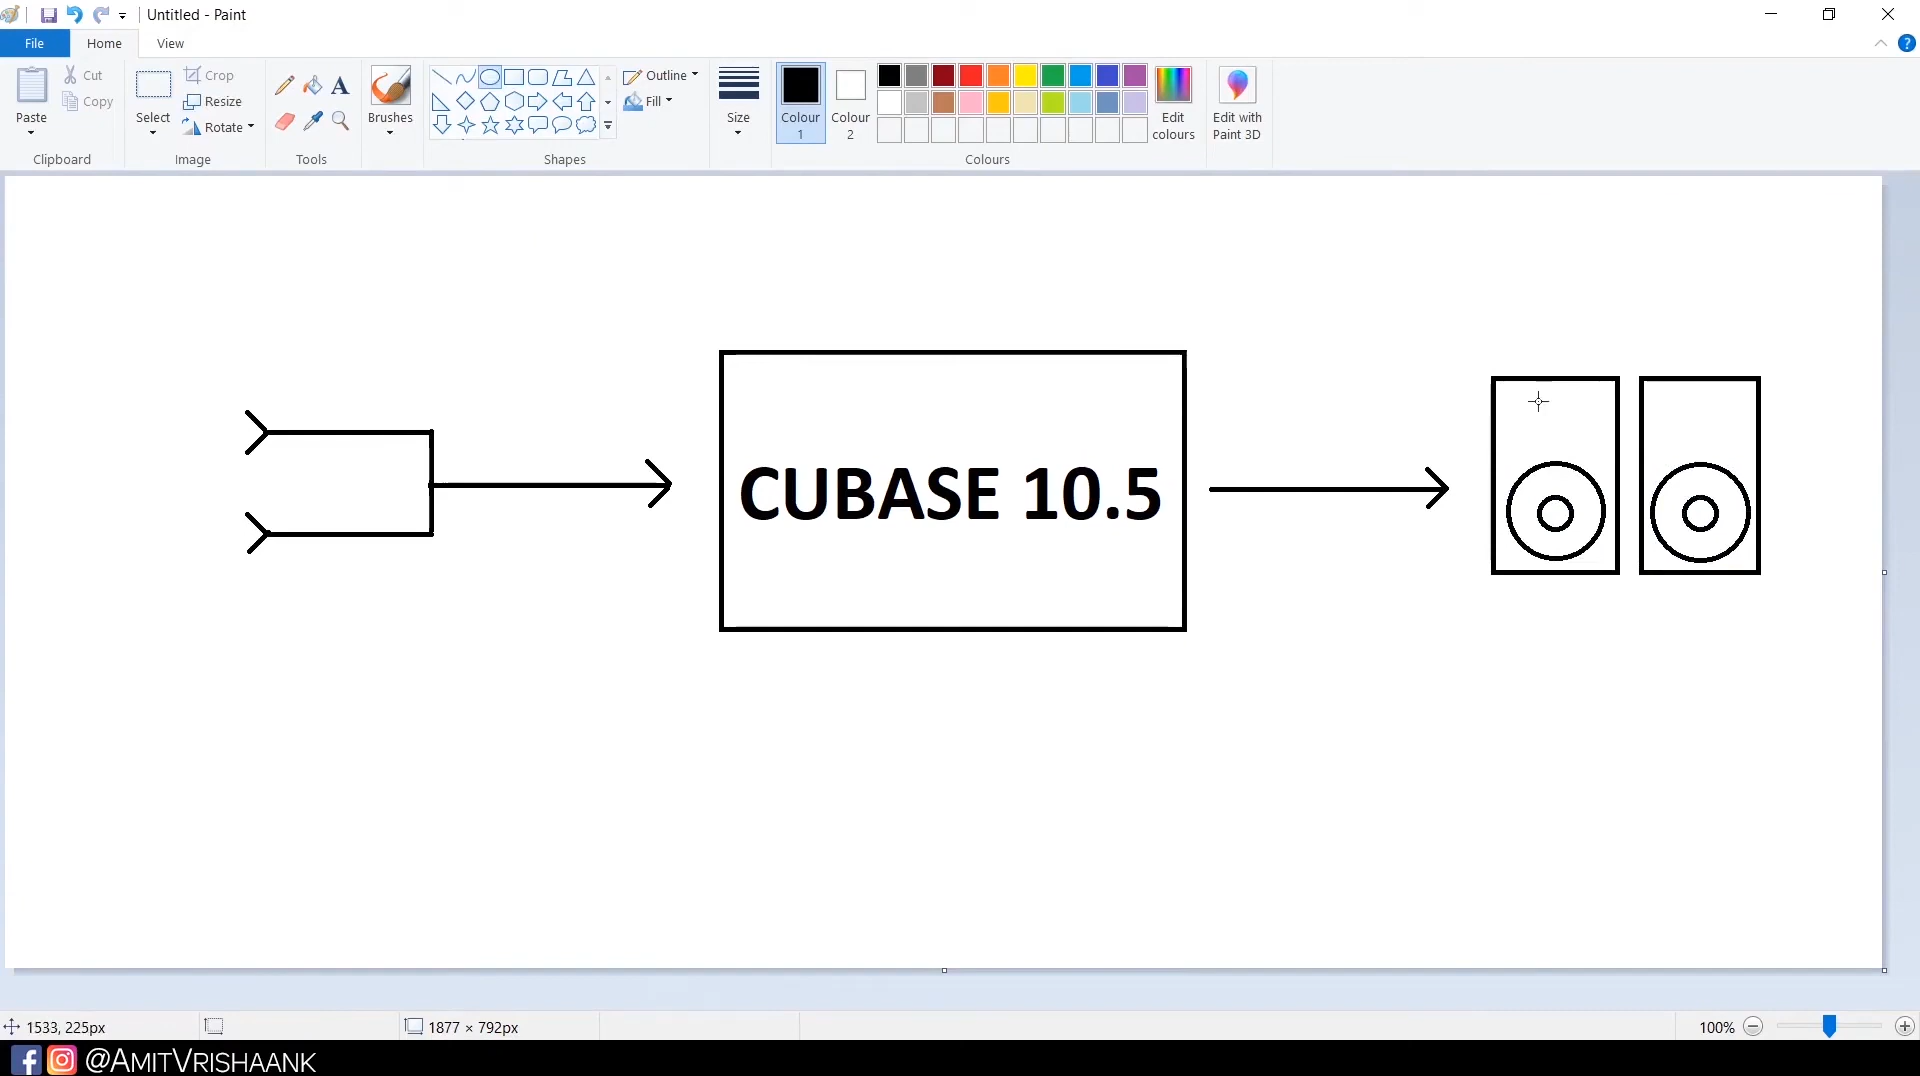 Untitled - Paint
File Home View
Paste
Cut
Copy
Clipboard
Select
Crop
Resize
Rotate
Image
Tools
Brushes
Shapes
Outline
Fill
Size
Colour 1
Colour 2
Colours
Edit colours
Edit with Paint 3D
CUBASE 10.5
1533, 225px
1877 × 792px
100%
@AmitVrishaank